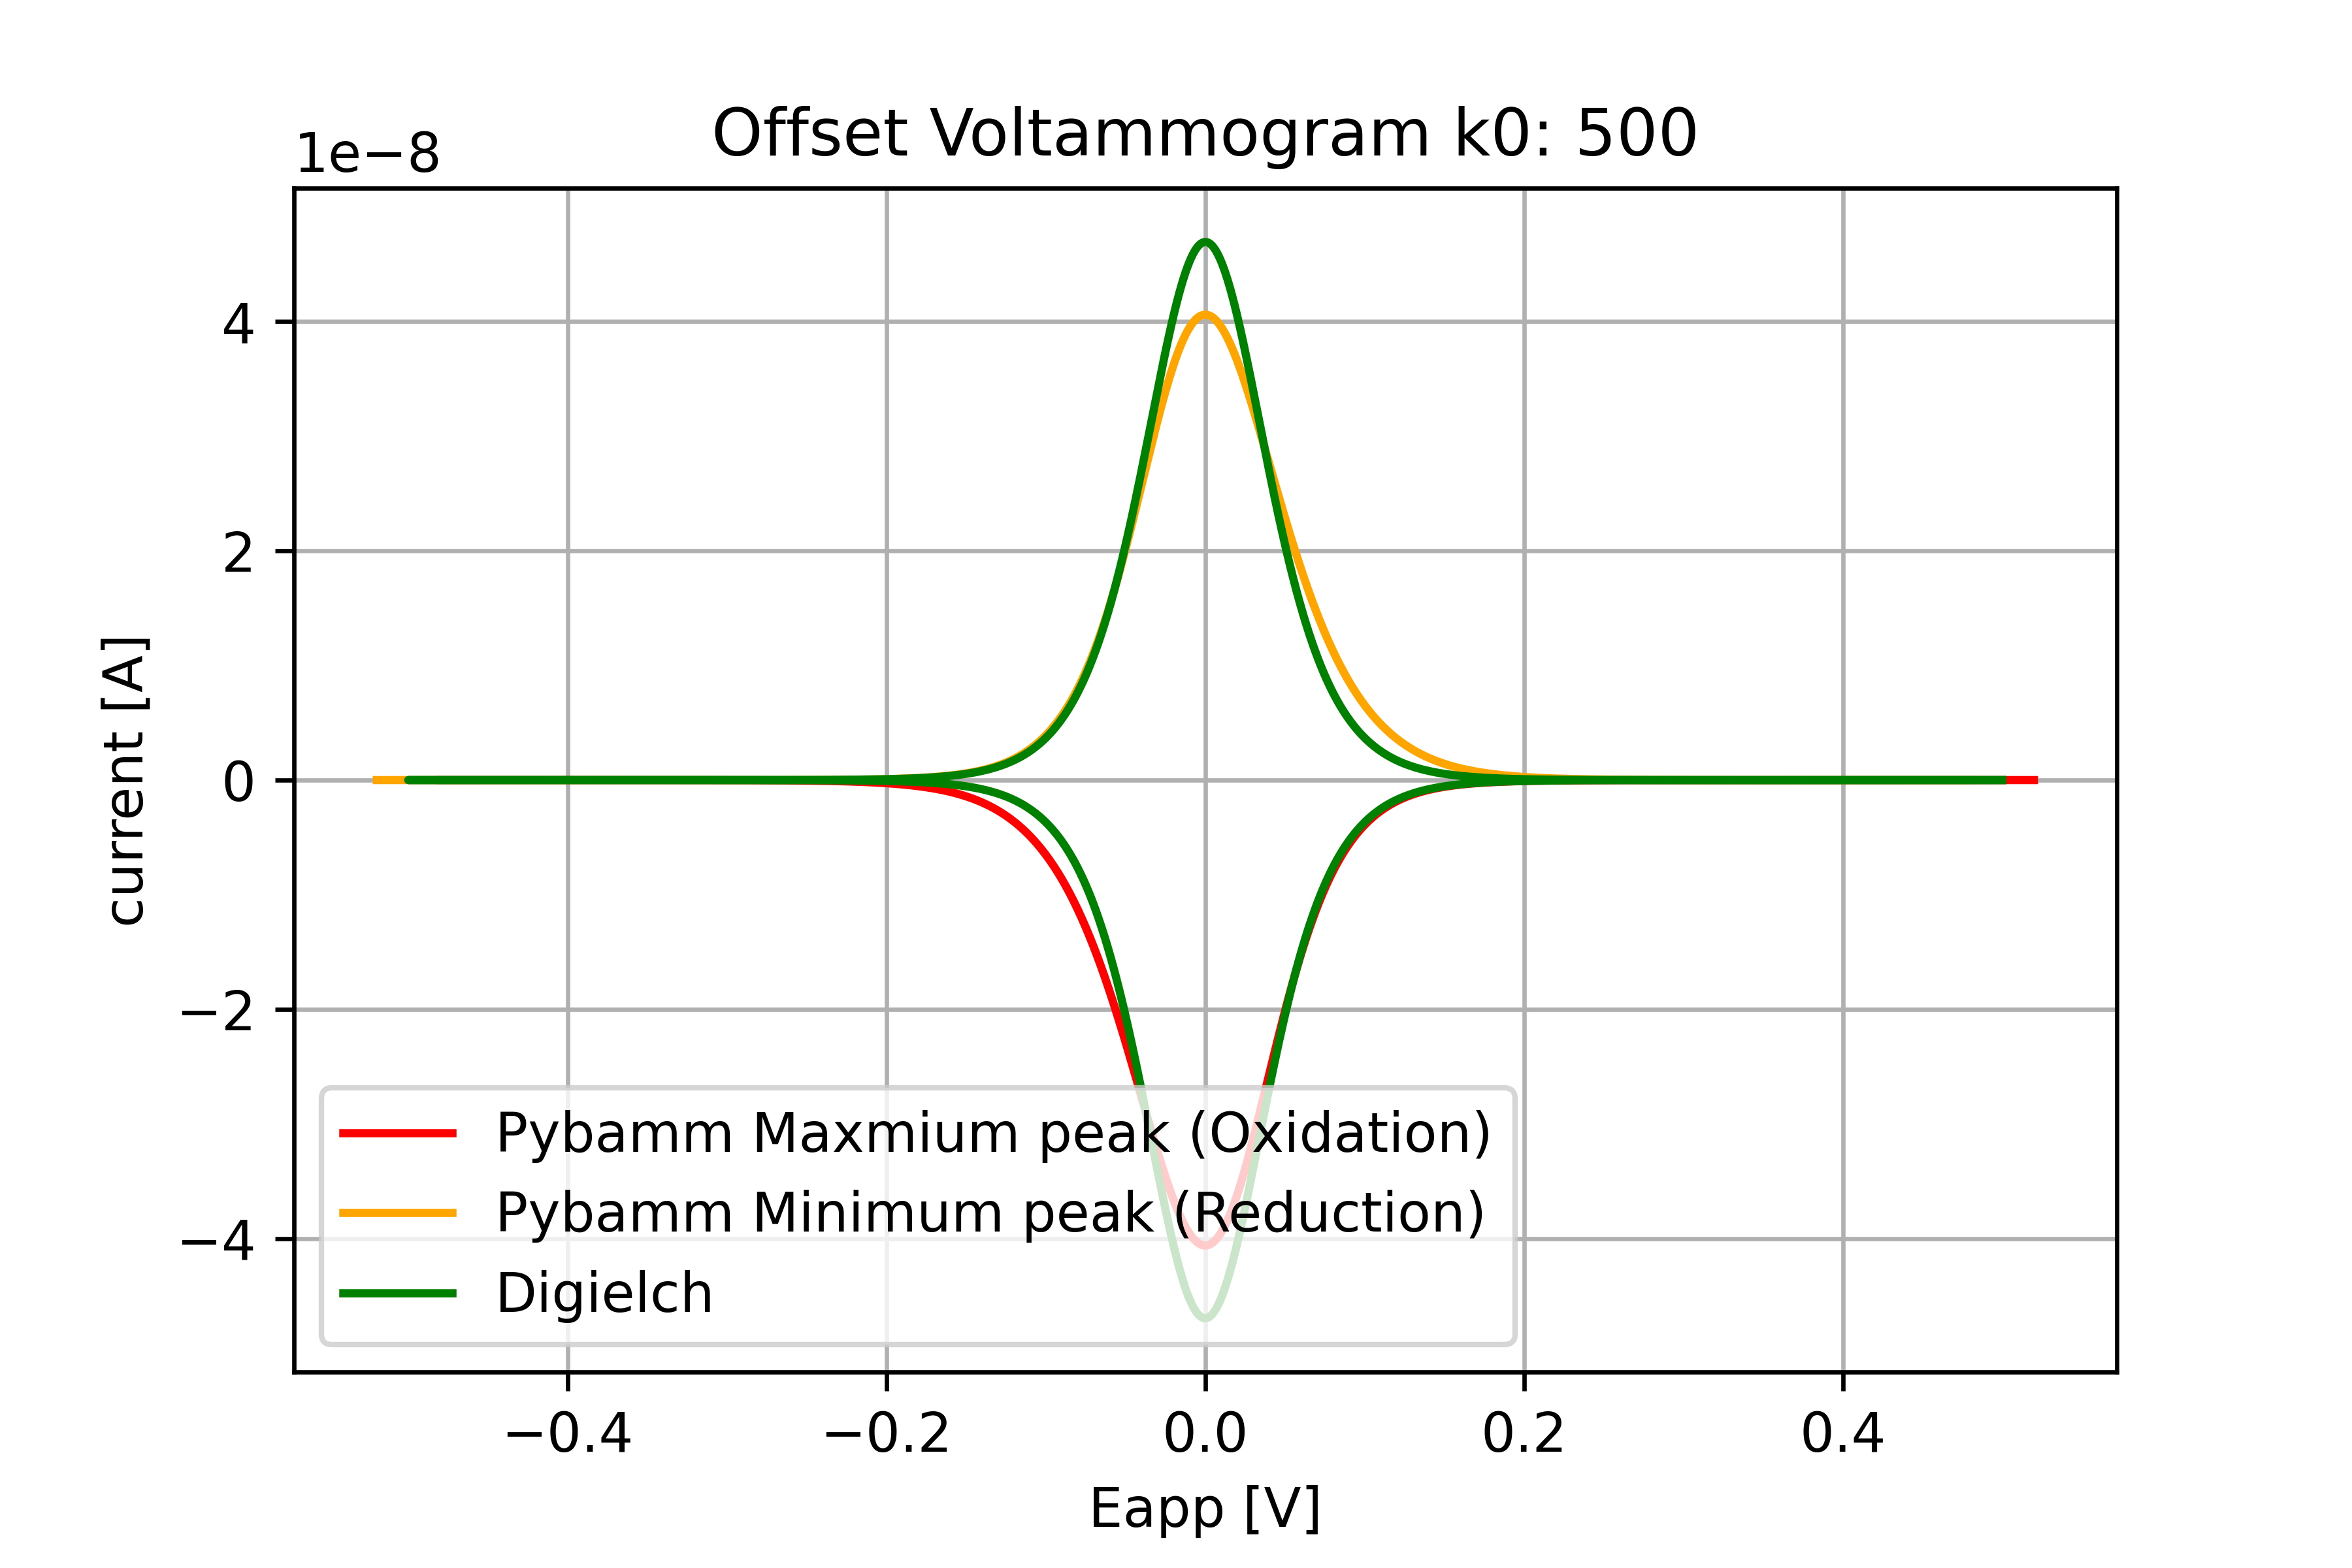 Offset Voltammogram k0: 500
1e−8
4
2
0
−2
−4
current [A]
Pybamm Maxmium peak (Oxidation)
Pybamm Minimum peak (Reduction)
Digielch
−0.4 −0.2 0.0 0.2 0.4
Eapp [V]